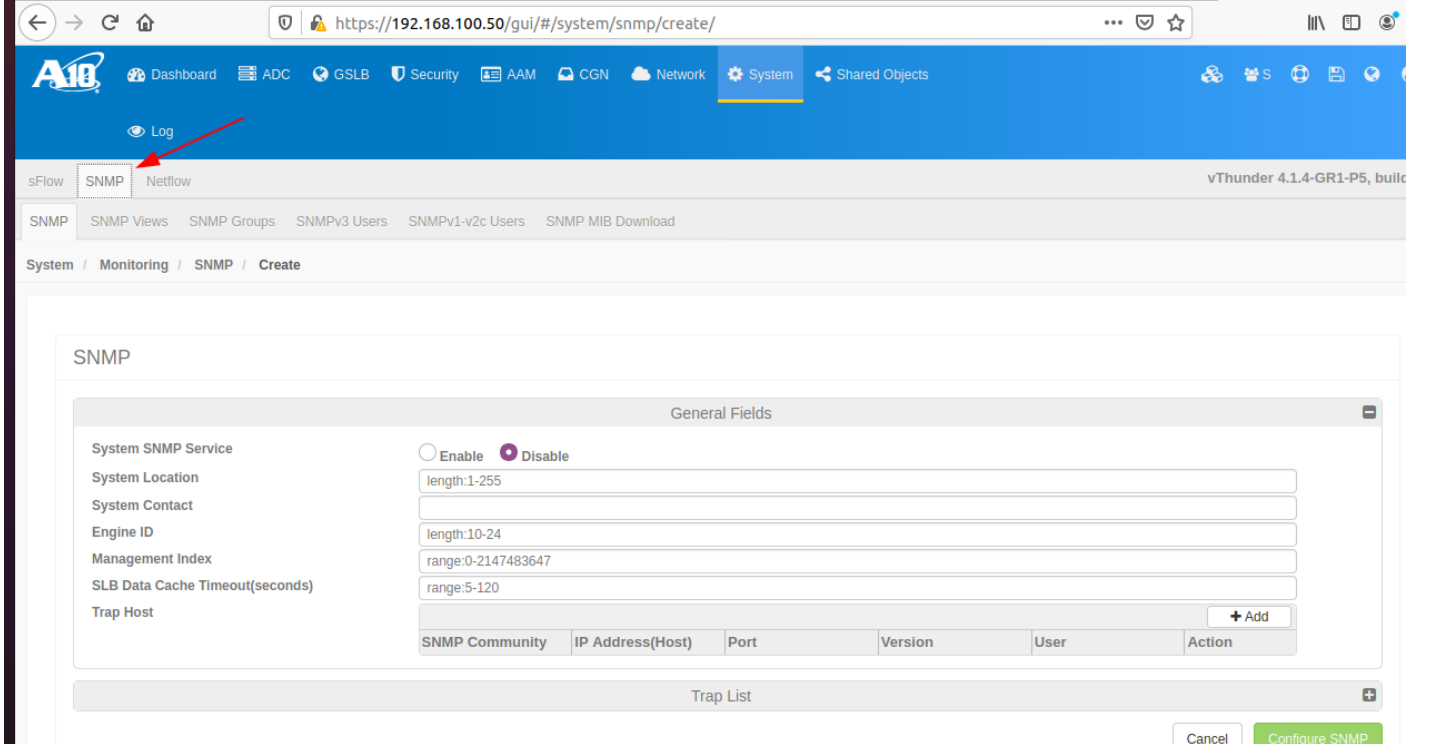 https://192.168.100.50/gui/#/system/snmp/create/
A10 Dashboard ADC GSLB Security AAM CGN Network System Shared Objects S
Log
sFlow SNMP Netflow vThunder 4.1.4-GR1-P5, build
SNMP SNMP Views SNMP Groups SNMPv3 Users SNMPv1-v2c Users SNMP MIB Download
System / Monitoring / SNMP / Create
SNMP
General Fields
System SNMP Service Enable Disable
System Location length:1-255
System Contact
Engine ID length:10-24
Management Index range:0-2147483647
SLB Data Cache Timeout(seconds) range:5-120
Trap Host + Add
SNMP Community IP Address(Host) Port Version User Action
Trap List
Cancel Configure SNMP